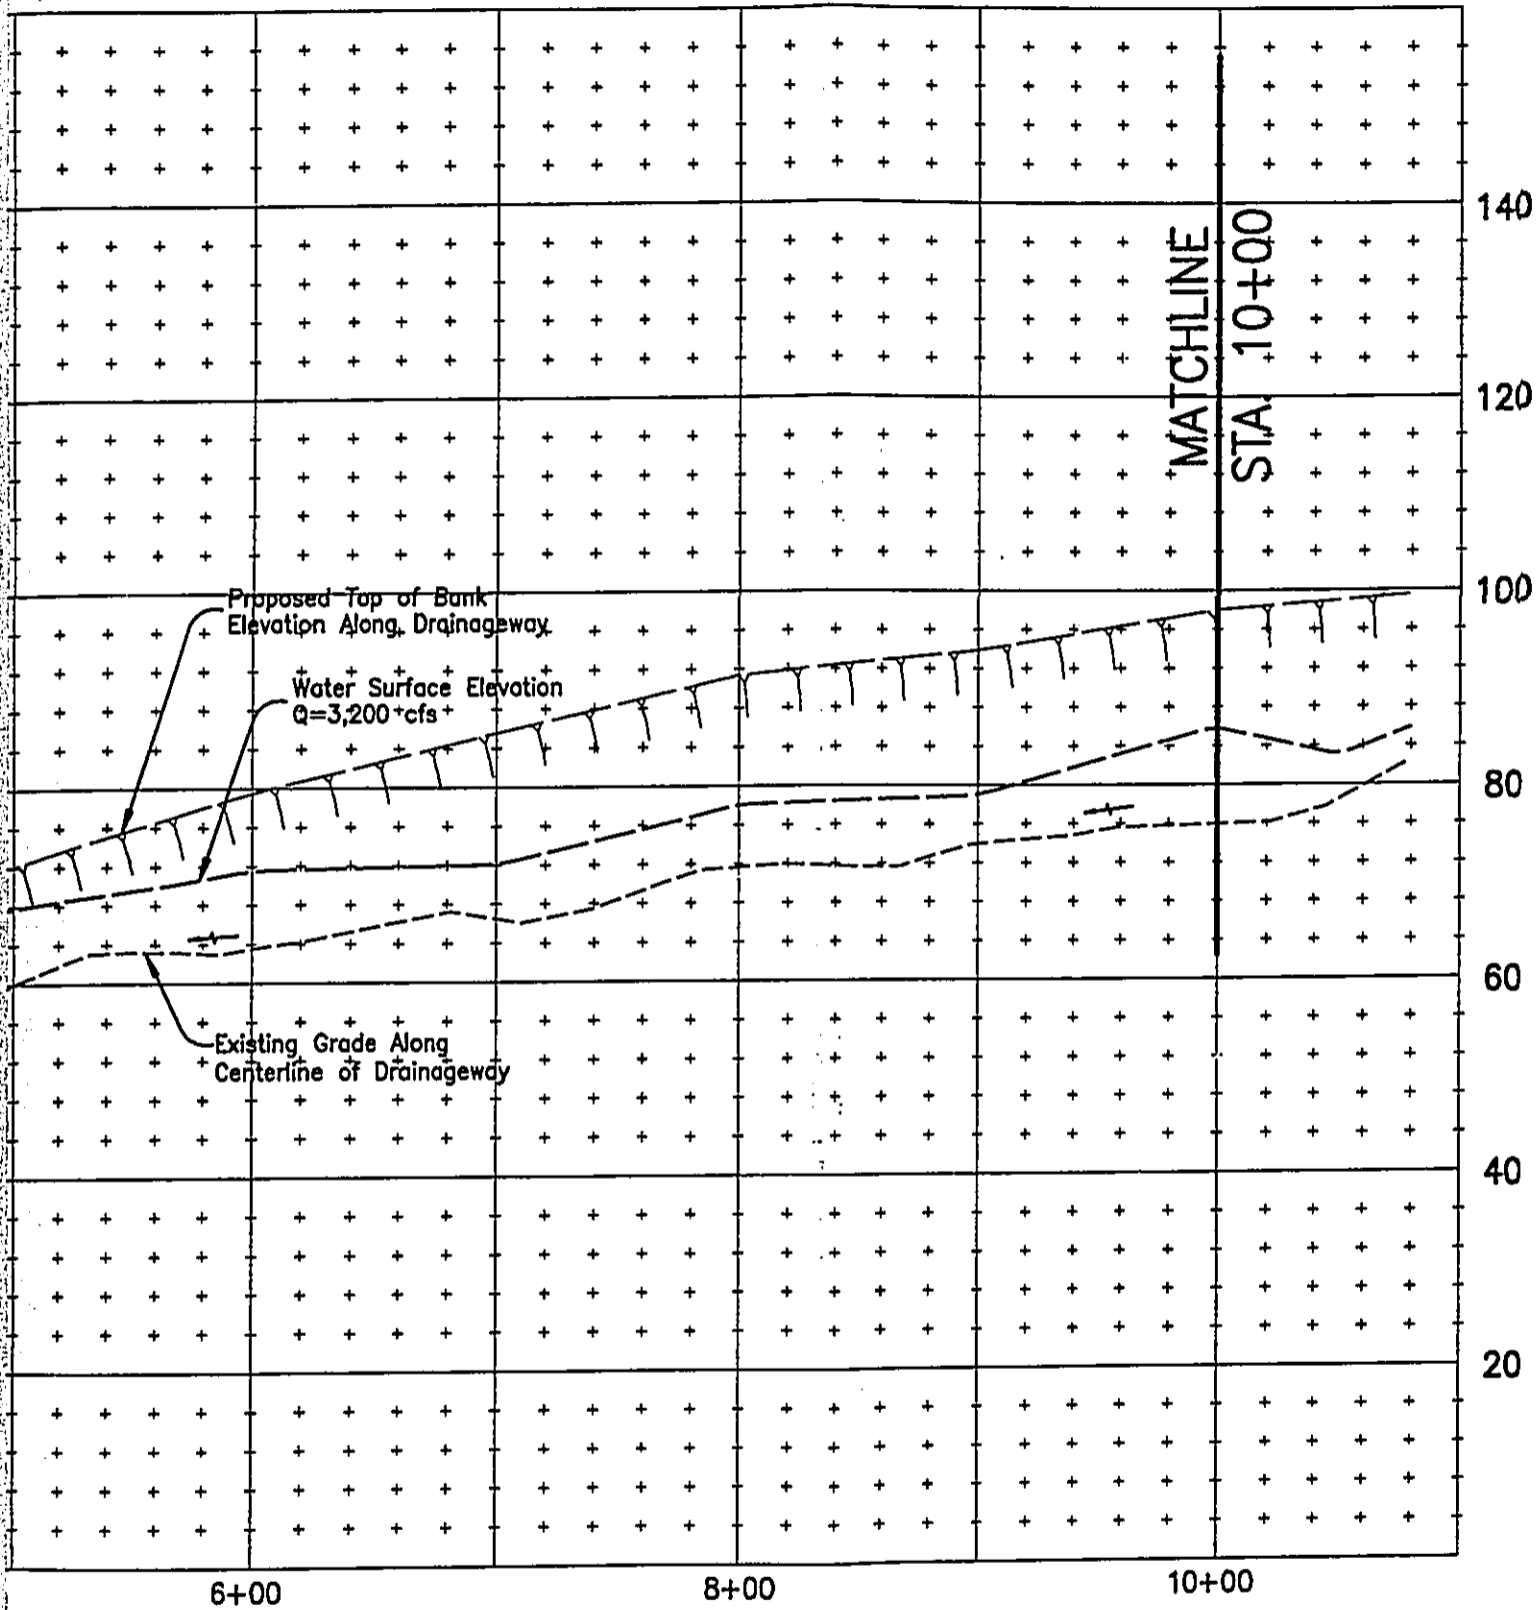 MATCHLINE
STA. 10+00
140
120
100
80
60
40
20
Proposed Top of Bank
Elevation Along Drainageway
Water Surface Elevation
Q=3,200 cfs
Existing Grade Along
Centerline of Drainageway
6+00
8+00
10+00